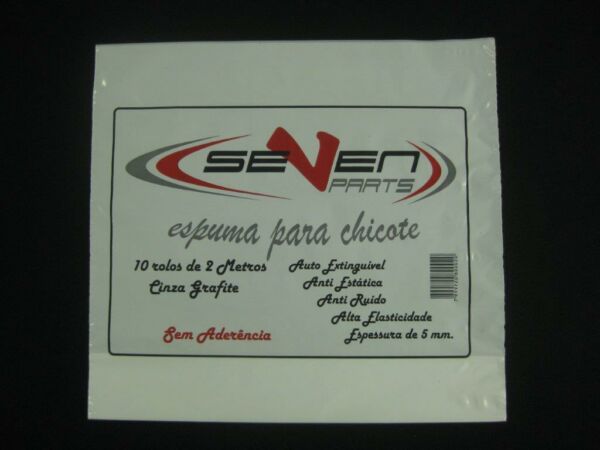 seven
PARTS
espuma para chicote
10 rolos de 2 Metros
Cinza Grafite
Sem Aderência
Auto Extinguível
Anti Estática
Anti Ruido
Alta Elasticidade
Espessura de 5 mm.